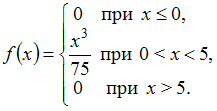 f(x) = { 0 при x ≤ 0,
x³/75 при 0 < x < 5,
0 при x > 5.